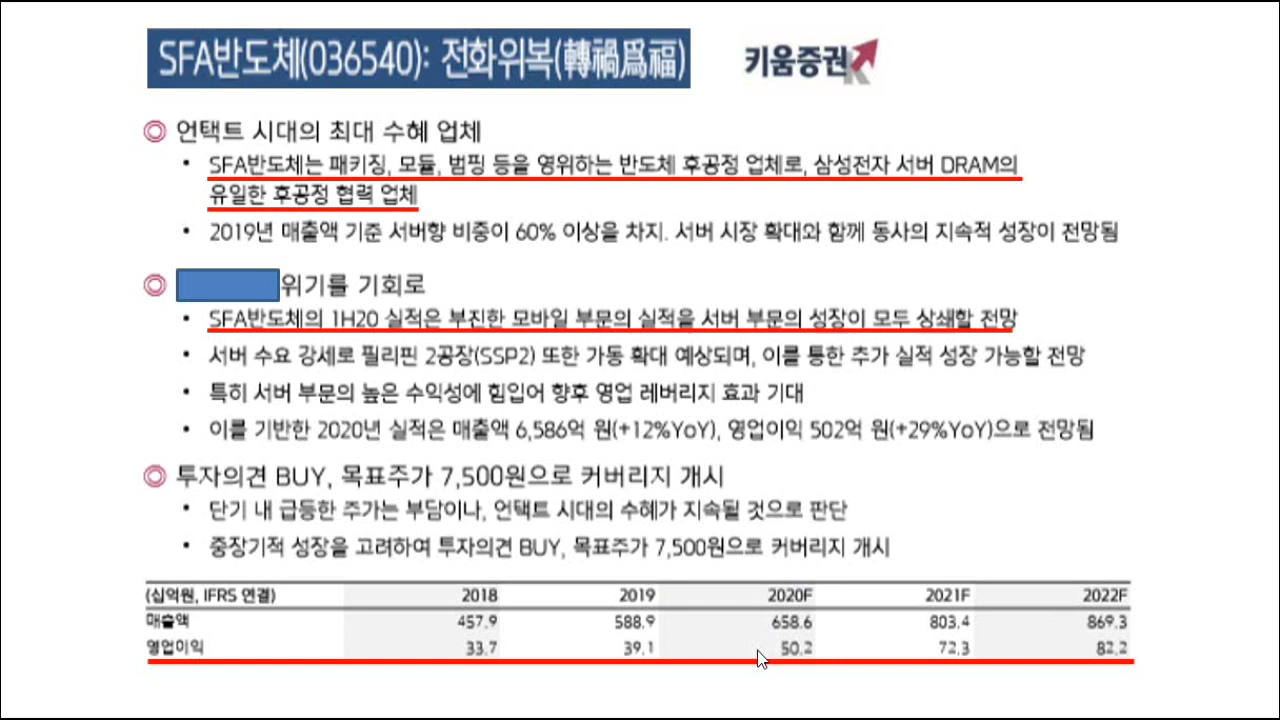 SFA반도체(036540): 전화위복(轉禍爲福)
키움증권
◎ 언택트 시대의 최대 수혜 업체
• SFA반도체는 패키징, 모듈, 범핑 등을 영위하는 반도체 후공정 업체로, 삼성전자 서버 DRAM의
유일한 후공정 협력 업체
• 2019년 매출액 기준 서버향 비중이 60% 이상을 차지. 서버 시장 확대와 함께 동사의 지속적 성장이 전망됨
◎ 위기를 기회로
• SFA반도체의 1H20 실적은 부진한 모바일 부문의 실적을 서버 부문의 성장이 모두 상쇄할 전망
• 서버 수요 강세로 필리핀 2공장(SSP2) 또한 가동 확대 예상되며, 이를 통한 추가 실적 성장 가능할 전망
• 특히 서버 부문의 높은 수익성에 힘입어 향후 영업 레버리지 효과 기대
• 이를 기반한 2020년 실적은 매출액 6,586억 원(+12%YoY), 영업이익 502억 원(+29%YoY)으로 전망됨
◎ 투자의견 BUY, 목표주가 7,500원으로 커버리지 개시
• 단기 내 급등한 주가는 부담이나, 언택트 시대의 수혜가 지속될 것으로 판단
• 중장기적 성장을 고려하여 투자의견 BUY, 목표주가 7,500원으로 커버리지 개시
(십억원, IFRS 연결) 2018 2019 2020F 2021F 2022F
매출액 457.9 588.9 658.6 803.4 869.3
영업이익 33.7 39.1 50.2 72.3 82.2